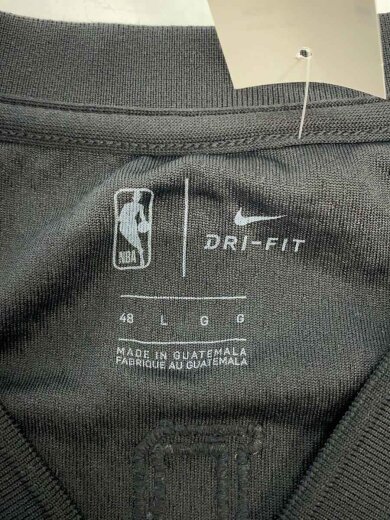 NBA
DRI-FIT
48 L G G
MADE IN GUATEMALA
FABRIQUE AU GUATEMALA